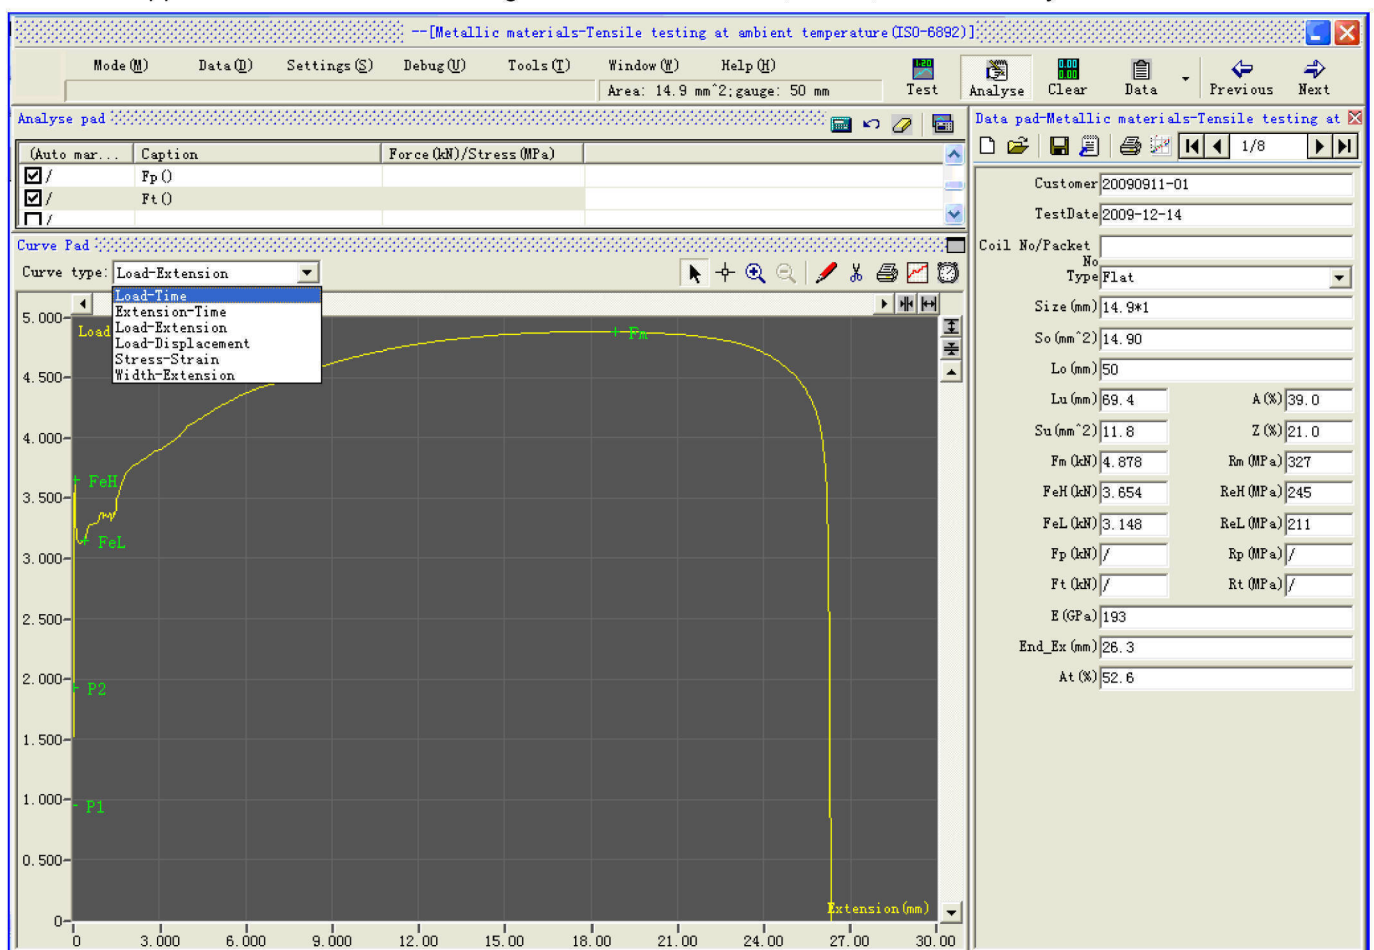 --[Metallic materials-Tensile testing at ambient temperature(ISO-6892)]
Mode(M) Data(D) Settings(S) Debug(U) Tools(T) Window(W) Help(H)
Area: 14.9 mm^2;gauge: 50 mm
Test Analyse Clear Data Previous Next
Analyse pad
(Auto mar... Caption Force(kN)/Stress(MPa)
/ Fp()
/ Ft()
/
Curve Pad
Curve type: Load-Extension
Load-Time
Extension-Time
Load-Extension
Load-Displacement
Stress-Strain
Width-Extension
Load
5.000
4.500
4.000
3.500
3.000
2.500
2.000
1.500
1.000
0.500
0
Fm
FeH
FeL
P2
P1
Extension(mm)
0 3.000 6.000 9.000 12.00 15.00 18.00 21.00 24.00 27.00 30.00
Data pad-Metallic materials-Tensile testing at
1/8
Customer 20090911-01
TestDate 2009-12-14
Coil No/Packet
No
Type Flat
Size(mm) 14.9*1
So(mm^2) 14.90
Lo(mm) 50
Lu(mm) 69.4 A(%) 39.0
Su(mm^2) 11.8 Z(%) 21.0
Fm(kN) 4.878 Rm(MPa) 327
FeH(kN) 3.654 ReH(MPa) 245
FeL(kN) 3.148 ReL(MPa) 211
Fp(kN) / Rp(MPa) /
Ft(kN) / Rt(MPa) /
E(GPa) 193
End_Ex(mm) 26.3
At(%) 52.6